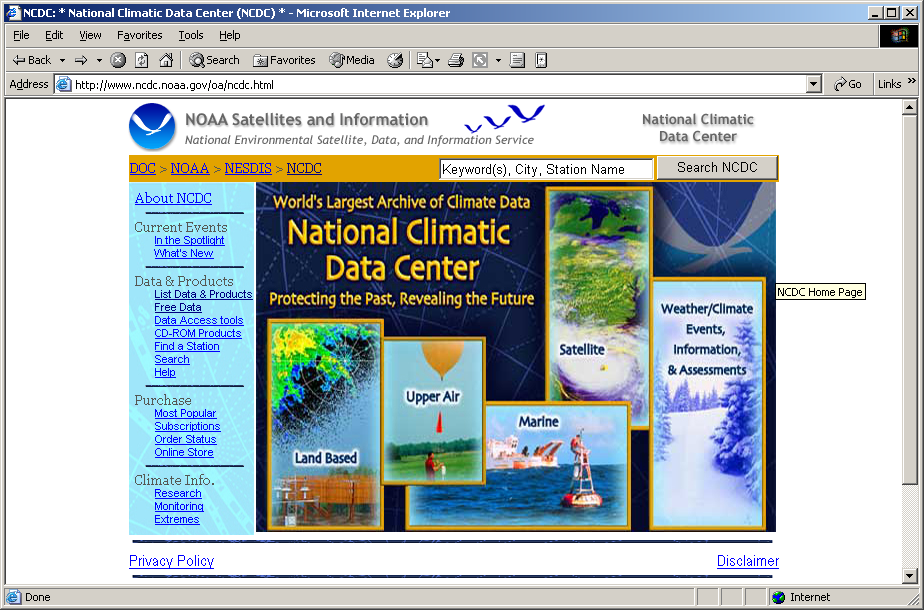 NCDC: * National Climatic Data Center (NCDC) * - Microsoft Internet Explorer
File Edit View Favorites Tools Help
Back Search Favorites Media
Address http://www.ncdc.noaa.gov/oa/ncdc.html Go Links »
NOAA Satellites and Information
National Environmental Satellite, Data, and Information Service
National Climatic
Data Center
DOC > NOAA > NESDIS > NCDC Keyword(s), City, Station Name Search NCDC
About NCDC
Current Events
In the Spotlight
What's New
Data & Products
List Data & Products
Free Data
Data Access tools
CD-ROM Products
Find a Station
Search
Help
Purchase
Most Popular
Subscriptions
Order Status
Online Store
Climate Info.
Research
Monitoring
Extremes
World's Largest Archive of Climate Data
National Climatic
Data Center
Protecting the Past, Revealing the Future
Land Based
Upper Air
Marine
Satellite
Weather/Climate
Events,
Information,
& Assessments
NCDC Home Page
Privacy Policy Disclaimer
Done Internet